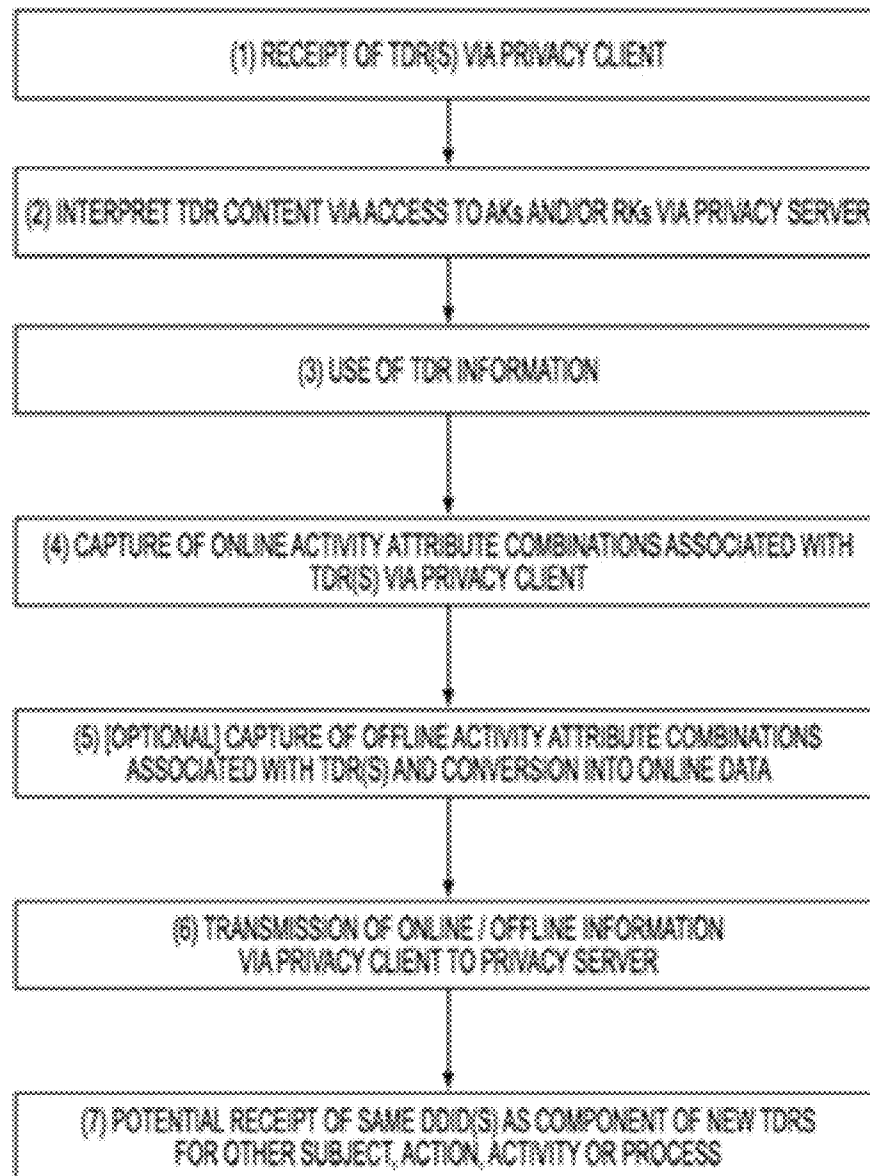 (1) RECEIPT OF TDR(S) VIA PRIVACY CLIENT
(2) INTERPRET TDR CONTENT VIA ACCESS TO AKs AND/OR RKs VIA PRIVACY SERVER
(3) USE OF TDR INFORMATION
(4) CAPTURE OF ONLINE ACTIVITY ATTRIBUTE COMBINATIONS ASSOCIATED WITH
TDR(S) VIA PRIVACY CLIENT
(5) [OPTIONAL] CAPTURE OF OFFLINE ACTIVITY ATTRIBUTE COMBINATIONS
ASSOCIATED WITH TDR(S) AND CONVERSION INTO ONLINE DATA
(6) TRANSMISSION OF ONLINE / OFFLINE INFORMATION
VIA PRIVACY CLIENT TO PRIVACY SERVER
(7) POTENTIAL RECEIPT OF SAME DDID(S) AS COMPONENT OF NEW TDRS
FOR OTHER SUBJECT, ACTION, ACTIVITY OR PROCESS